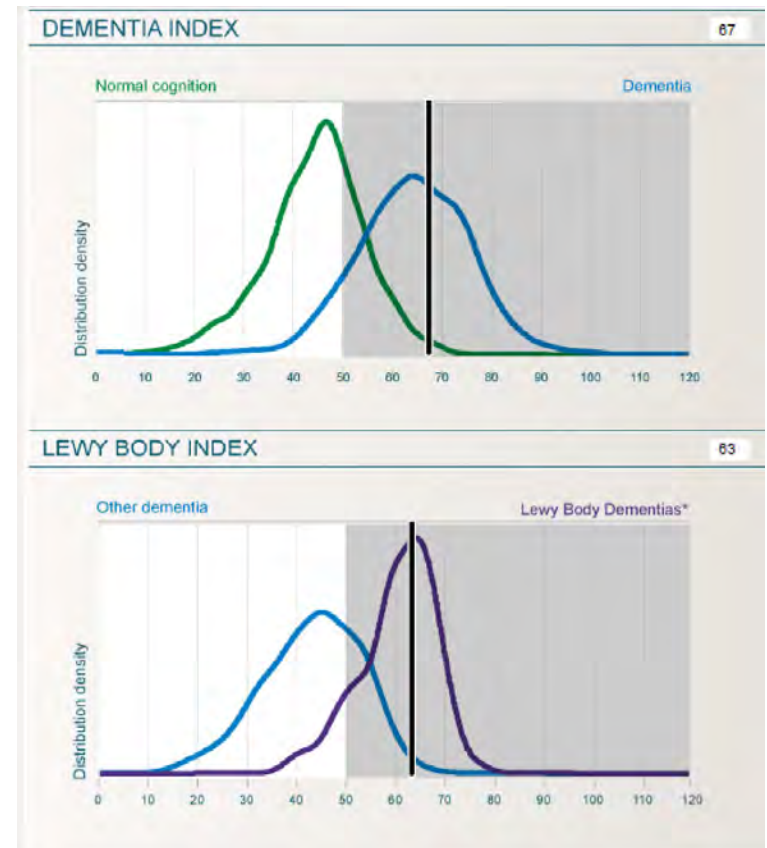 DEMENTIA INDEX 67
Normal cognition Dementia
Distribution density
0 10 20 30 40 50 60 70 80 90 100 110 120
LEWY BODY INDEX 63
Other dementia Lewy Body Dementias*
Distribution density
0 10 20 30 40 50 60 70 80 90 100 110 120